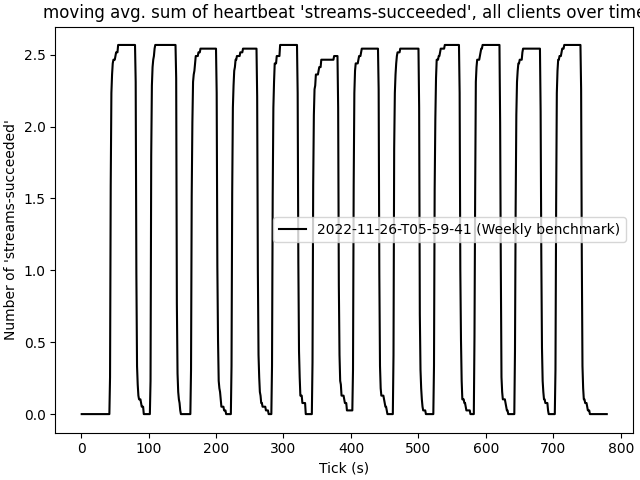 moving avg. sum of heartbeat 'streams-succeeded', all clients over time
Number of 'streams-succeeded'
2.5
2.0
1.5
1.0
0.5
0.0
2022-11-26-T05-59-41 (Weekly benchmark)
0 100 200 300 400 500 600 700 800
Tick (s)